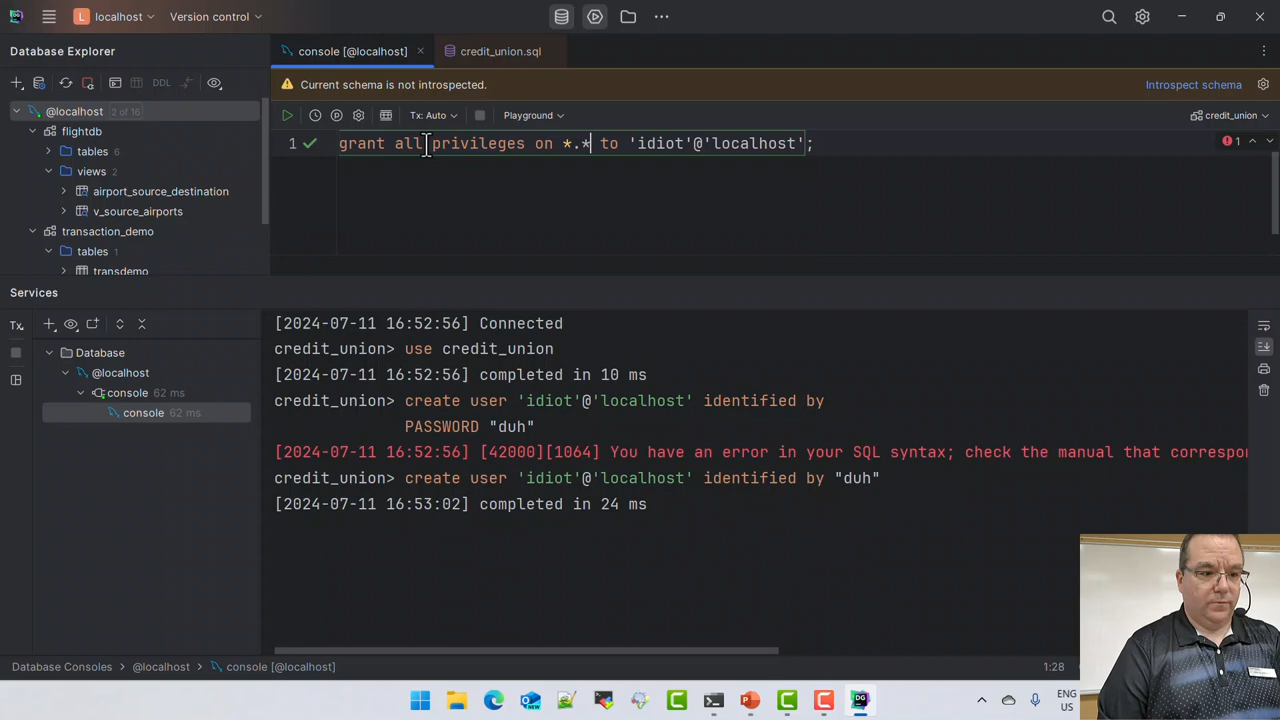 L localhost Version control
Database Explorer
console [@localhost]
credit_union.sql
DDL
Current schema is not introspected.
Introspect schema
Tx: Auto
Playground
credit_union
@localhost 2 of 16
flightdb
tables 6
views
airport_source_destination
v_source_airports
transaction_demo
tables 1
transdemo
1 grant all privileges on *.* to 'idiot'@'localhost';
1
Services
Tx
Database
@localhost
console 62 ms
console 62 ms
[2024-07-11 16:52:56] Connected
credit_union> use credit_union
[2024-07-11 16:52:56] completed in 10 ms
credit_union> create user 'idiot'@'localhost' identified by
PASSWORD "duh"
[2024-07-11 16:52:56] [42000][1064] You have an error in your SQL syntax; check the manual that correspor
credit_union> create user 'idiot'@'localhost' identified by "duh"
[2024-07-11 16:53:02] completed in 24 ms
Database Consoles > @localhost > console [@localhost]
1:28
NEW
DG
ENG
US